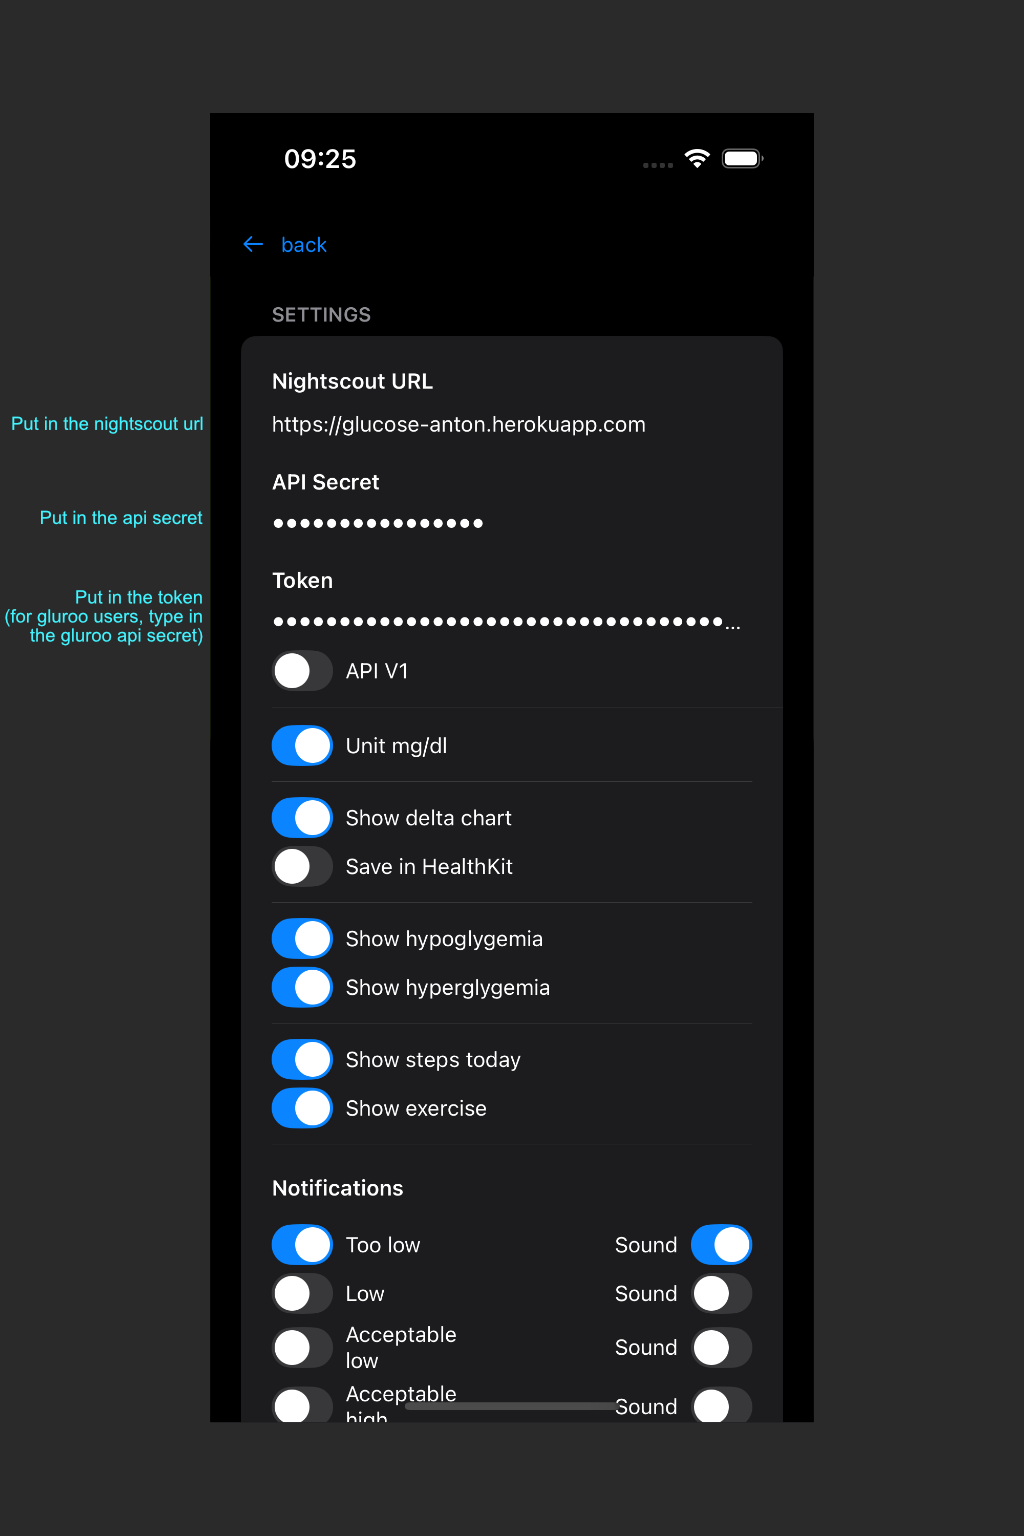 09:25
back
SETTINGS
Nightscout URL
Put in the nightscout url
https://glucose-anton.herokuapp.com
API Secret
Put in the api secret
••••••••••••••••
Token
Put in the token
(for gluroo users, type in
the gluroo api secret)
••••••••••••••••••••••••••••••••••...
API V1
Unit mg/dl
Show delta chart
Save in HealthKit
Show hypoglygemia
Show hyperglygemia
Show steps today
Show exercise
Notifications
Too low Sound
Low Sound
Acceptable
low Sound
Acceptable
high Sound